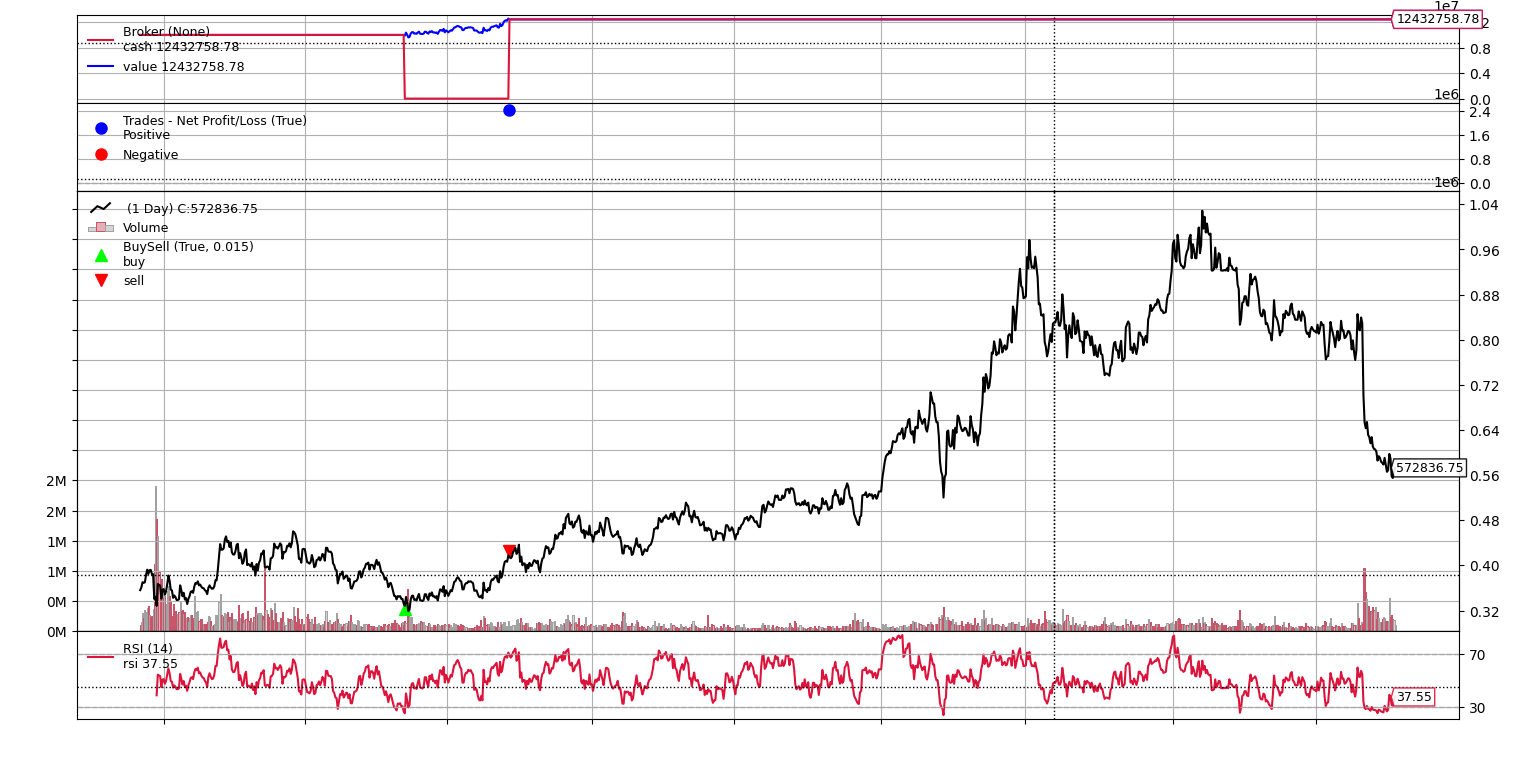 1e7
Broker (None)
cash 12432758.78
value 12432758.78
12432758.78
2
0.8
0.4
0.0
1e6
Trades - Net Profit/Loss (True)
Positive
Negative
2.4
1.6
0.8
0.0
1e6
(1 Day) C:572836.75
Volume
BuySell (True, 0.015)
buy
sell
1.04
0.96
0.88
0.80
0.72
0.64
572836.75
0.56
0.48
0.40
0.32
2M
2M
1M
1M
0M
0M
RSI (14)
rsi 37.55
70
37.55
30